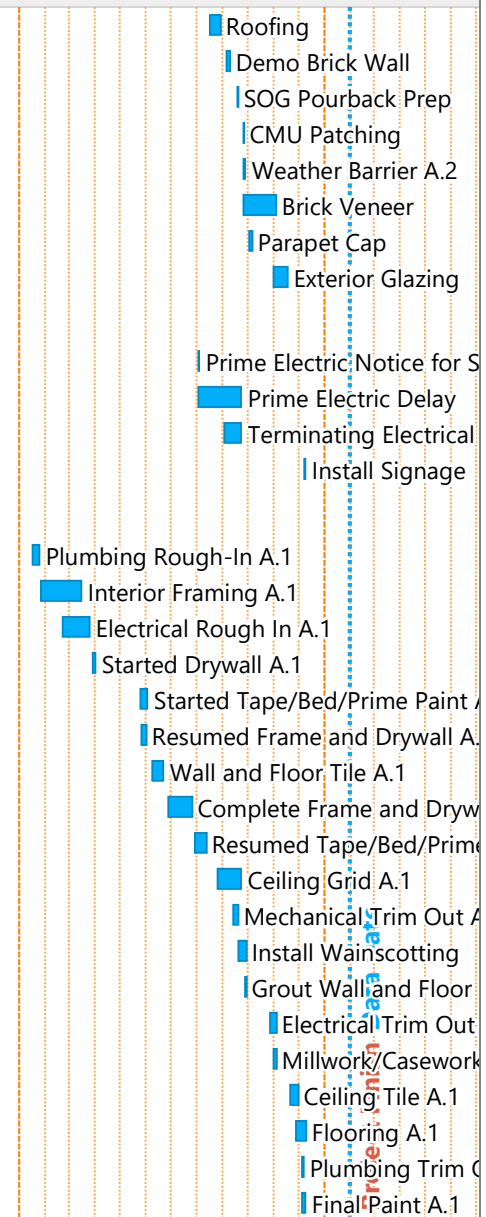 Roofing
Demo Brick Wall
SOG Pourback Prep
CMU Patching
Weather Barrier A.2
Brick Veneer
Parapet Cap
Exterior Glazing
Prime Electric Notice for S
Prime Electric Delay
Terminating Electrical
Install Signage
Plumbing Rough-In A.1
Interior Framing A.1
Electrical Rough In A.1
Started Drywall A.1
Started Tape/Bed/Prime Paint
Resumed Frame and Drywall A.
Wall and Floor Tile A.1
Complete Frame and Dryw
Resumed Tape/Bed/Prime
Ceiling Grid A.1
Mechanical Trim Out A
Install Wainscotting
Grout Wall and Floor
Electrical Trim Out
Millwork/Casework
Ceiling Tile A.1
Flooring A.1
Plumbing Trim
Final Paint A.1